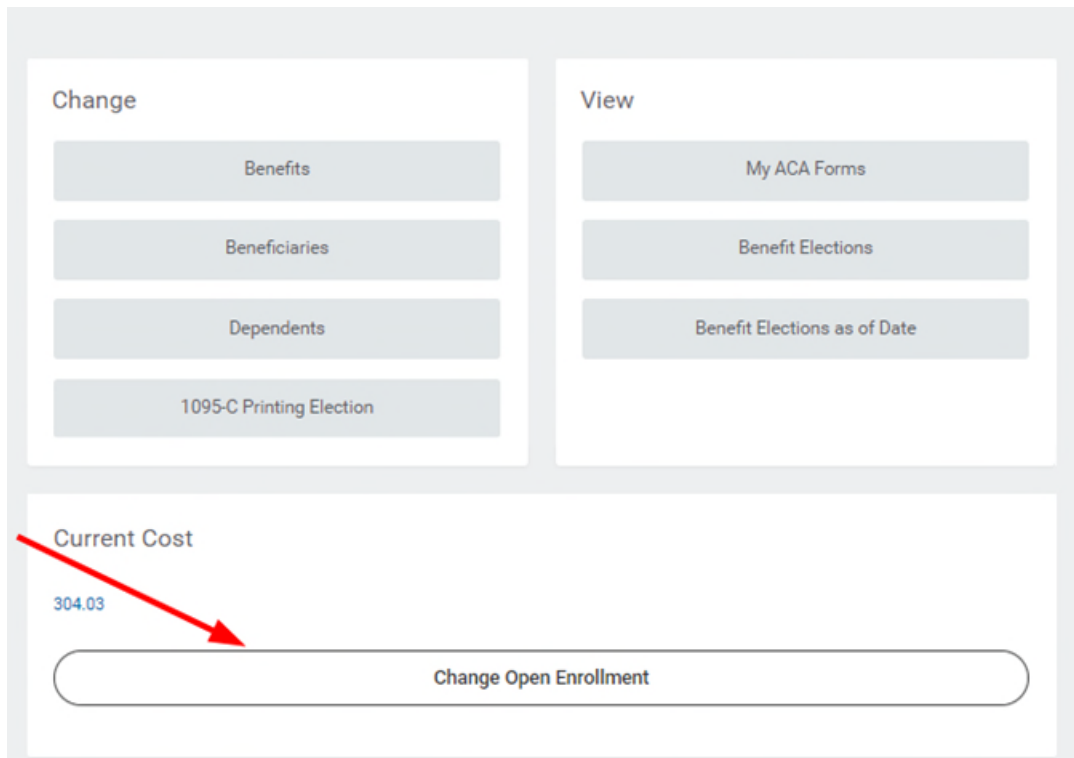 Change
Benefits
Beneficiaries
Dependents
1095-C Printing Election
View
My ACA Forms
Benefit Elections
Benefit Elections as of Date
Current Cost
304.03
Change Open Enrollment